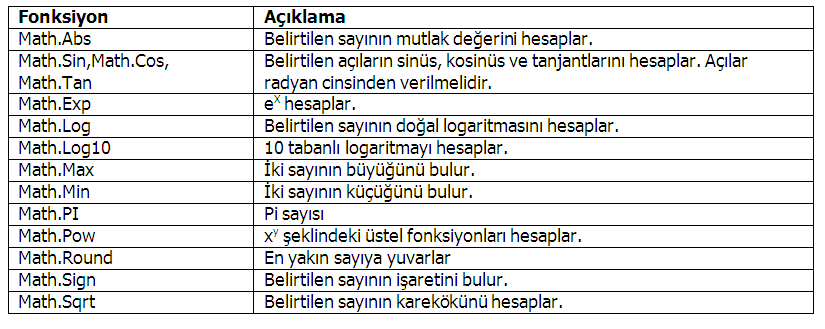 Fonksiyon Açıklama
Math.Abs Belirtilen sayının mutlak değerini hesaplar.
Math.Sin,Math.Cos, Belirtilen açıların sinüs, kosinüs ve tanjantlarını hesaplar. Açılar
Math.Tan radyan cinsinden verilmelidir.
Math.Exp eˣ hesaplar.
Math.Log Belirtilen sayının doğal logaritmasını hesaplar.
Math.Log10 10 tabanlı logaritmayı hesaplar.
Math.Max İki sayının büyüğünü bulur.
Math.Min İki sayının küçüğünü bulur.
Math.PI Pi sayısı
Math.Pow xʸ şeklindeki üstel fonksiyonları hesaplar.
Math.Round En yakın sayıya yuvarlar
Math.Sign Belirtilen sayının işaretini bulur.
Math.Sqrt Belirtilen sayının karekökünü hesaplar.